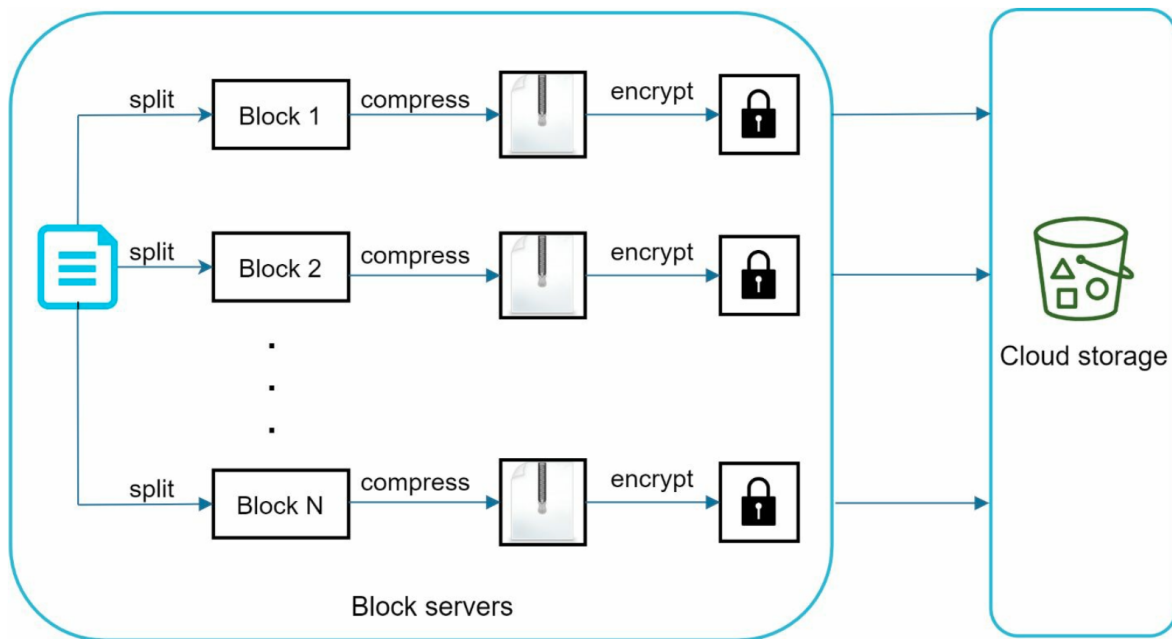 split
Block 1
compress
encrypt
split
Block 2
compress
encrypt
.
.
.
split
Block N
compress
encrypt
Block servers
Cloud storage